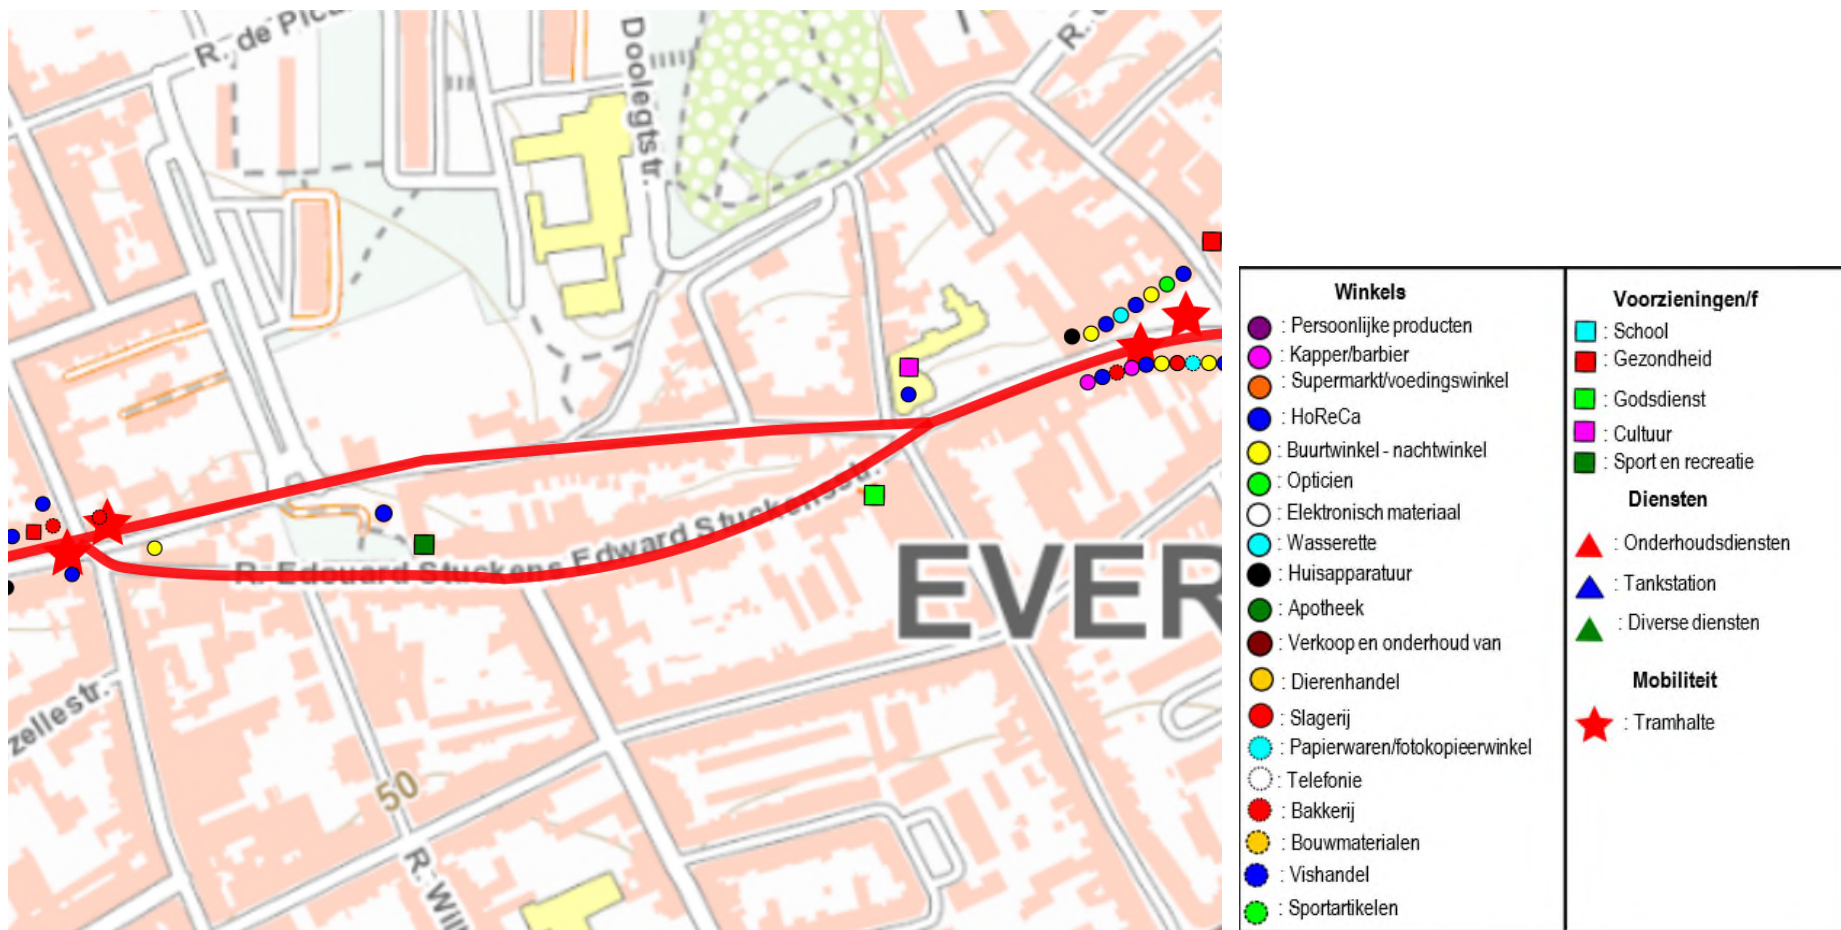 R. de Picar
Doolegtstr.
R. Edouard Stuckens Edward Stuckensstr.
EVER
zellestr.
50
R. Will
Winkels
: Persoonlijke producten
: Kapper/barbier
: Supermarkt/voedingswinkel
: HoReCa
: Buurtwinkel - nachtwinkel
: Opticien
: Elektronisch materiaal
: Wasserette
: Huisapparatuur
: Apotheek
: Verkoop en onderhoud van
: Dierenhandel
: Slagerij
: Papierwaren/fotokopieerwinkel
: Telefonie
: Bakkerij
: Bouwmaterialen
: Vishandel
: Sportartikelen
Voorzieningen/f
: School
: Gezondheid
: Godsdienst
: Cultuur
: Sport en recreatie
Diensten
: Onderhoudsdiensten
: Tankstation
: Diverse diensten
Mobiliteit
: Tramhalte